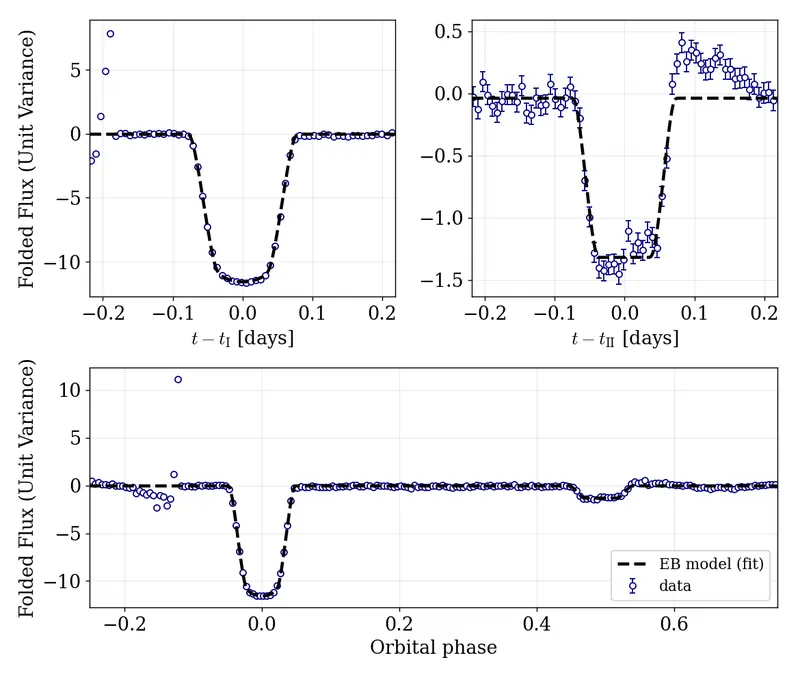 Folded Flux (Unit Variance)
5
0
−5
−10
−0.2 −0.1 0.0 0.1 0.2
t − tI [days]
0.5
0.0
−0.5
−1.0
−1.5
−0.2 −0.1 0.0 0.1 0.2
t − tII [days]
Folded Flux (Unit Variance)
10
5
0
−5
−10
EB model (fit)
data
−0.2 0.0 0.2 0.4 0.6
Orbital phase